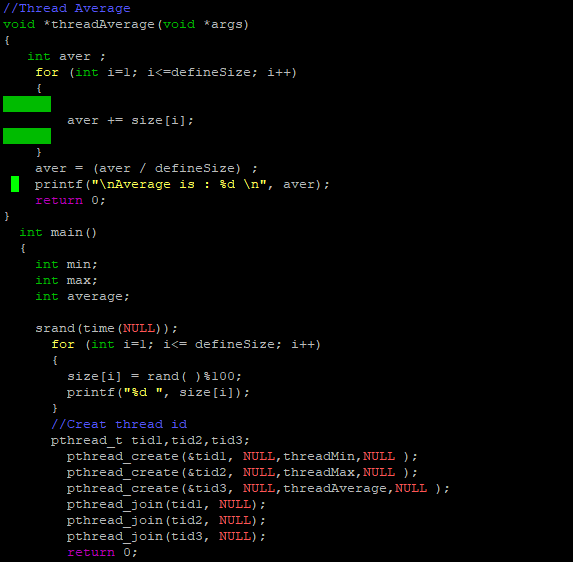 //Thread Average
void *threadAverage(void *args)
{
   int aver ;
    for (int i=1; i<=defineSize; i++)
    {
        aver += size[i];
    }
    aver = (aver / defineSize) ;
    printf("\nAverage is : %d \n", aver);
    return 0;
}
  int main()
  {
    int min;
    int max;
    int average;
    srand(time(NULL));
      for (int i=1; i<= defineSize; i++)
      {
        size[i] = rand( )%100;
        printf("%d ", size[i]);
      }
      //Creat thread id
      pthread_t tid1,tid2,tid3;
        pthread_create(&tid1, NULL,threadMin,NULL );
        pthread_create(&tid2, NULL,threadMax,NULL );
        pthread_create(&tid3, NULL,threadAverage,NULL );
        pthread_join(tid1, NULL);
        pthread_join(tid2, NULL);
        pthread_join(tid3, NULL);
        return 0;